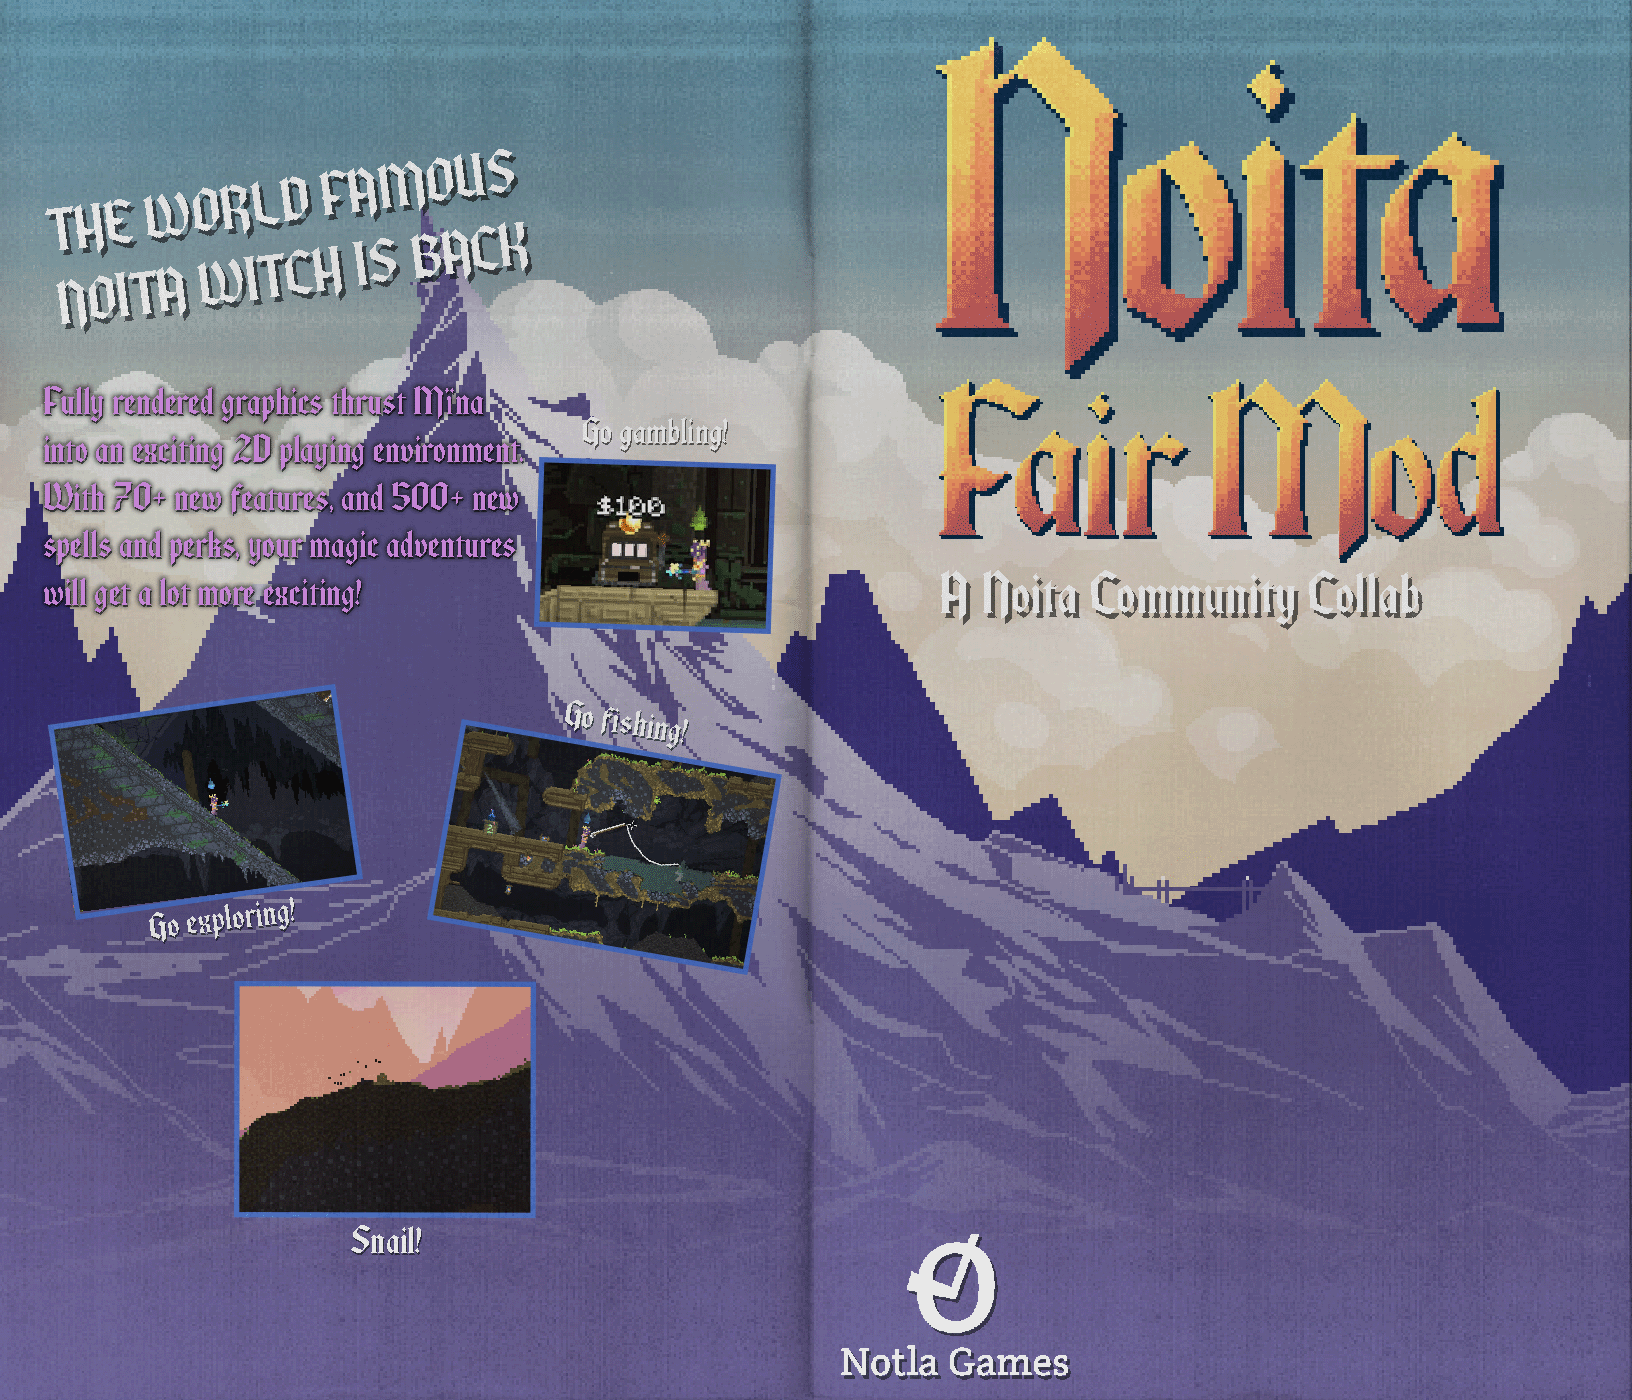 THE WORLD FAMOUS
NOITA WITCH IS BACK
Fully rendered graphics thrust Mïna
into an exciting 2D playing environment.
With 70+ new features, and 500+ new
spells and perks, your magic adventures
will get a lot more exciting!
Go gambling!
$100
Go exploring!
Go fishing!
2
Snail!
Noita
Fair Mod
A Noita Community Collab
Notla Games